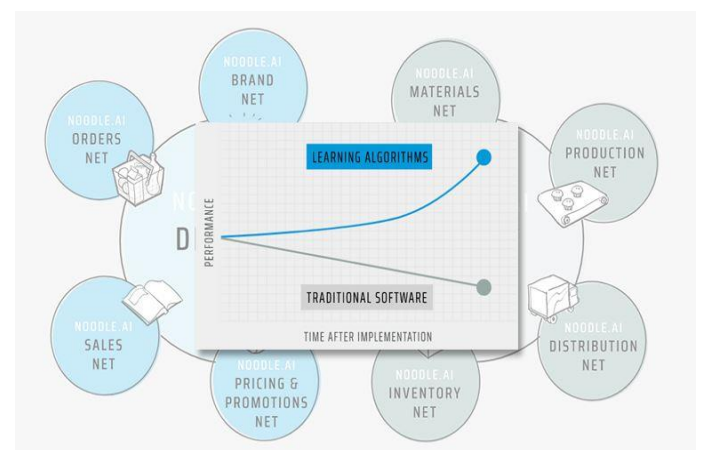 NOODLE.AI
BRAND
NET
NOODLE.AI
MATERIALS
NET
NOODLE.AI
ORDERS
NET
NOODLE.AI
PRODUCTION
NET
LEARNING ALGORITHMS
PERFORMANCE
TRADITIONAL SOFTWARE
TIME AFTER IMPLEMENTATION
NOODLE.AI
SALES
NET
NOODLE.AI
DISTRIBUTION
NET
NOODLE.AI
PRICING &
PROMOTIONS
NET
NOODLE.AI
INVENTORY
NET